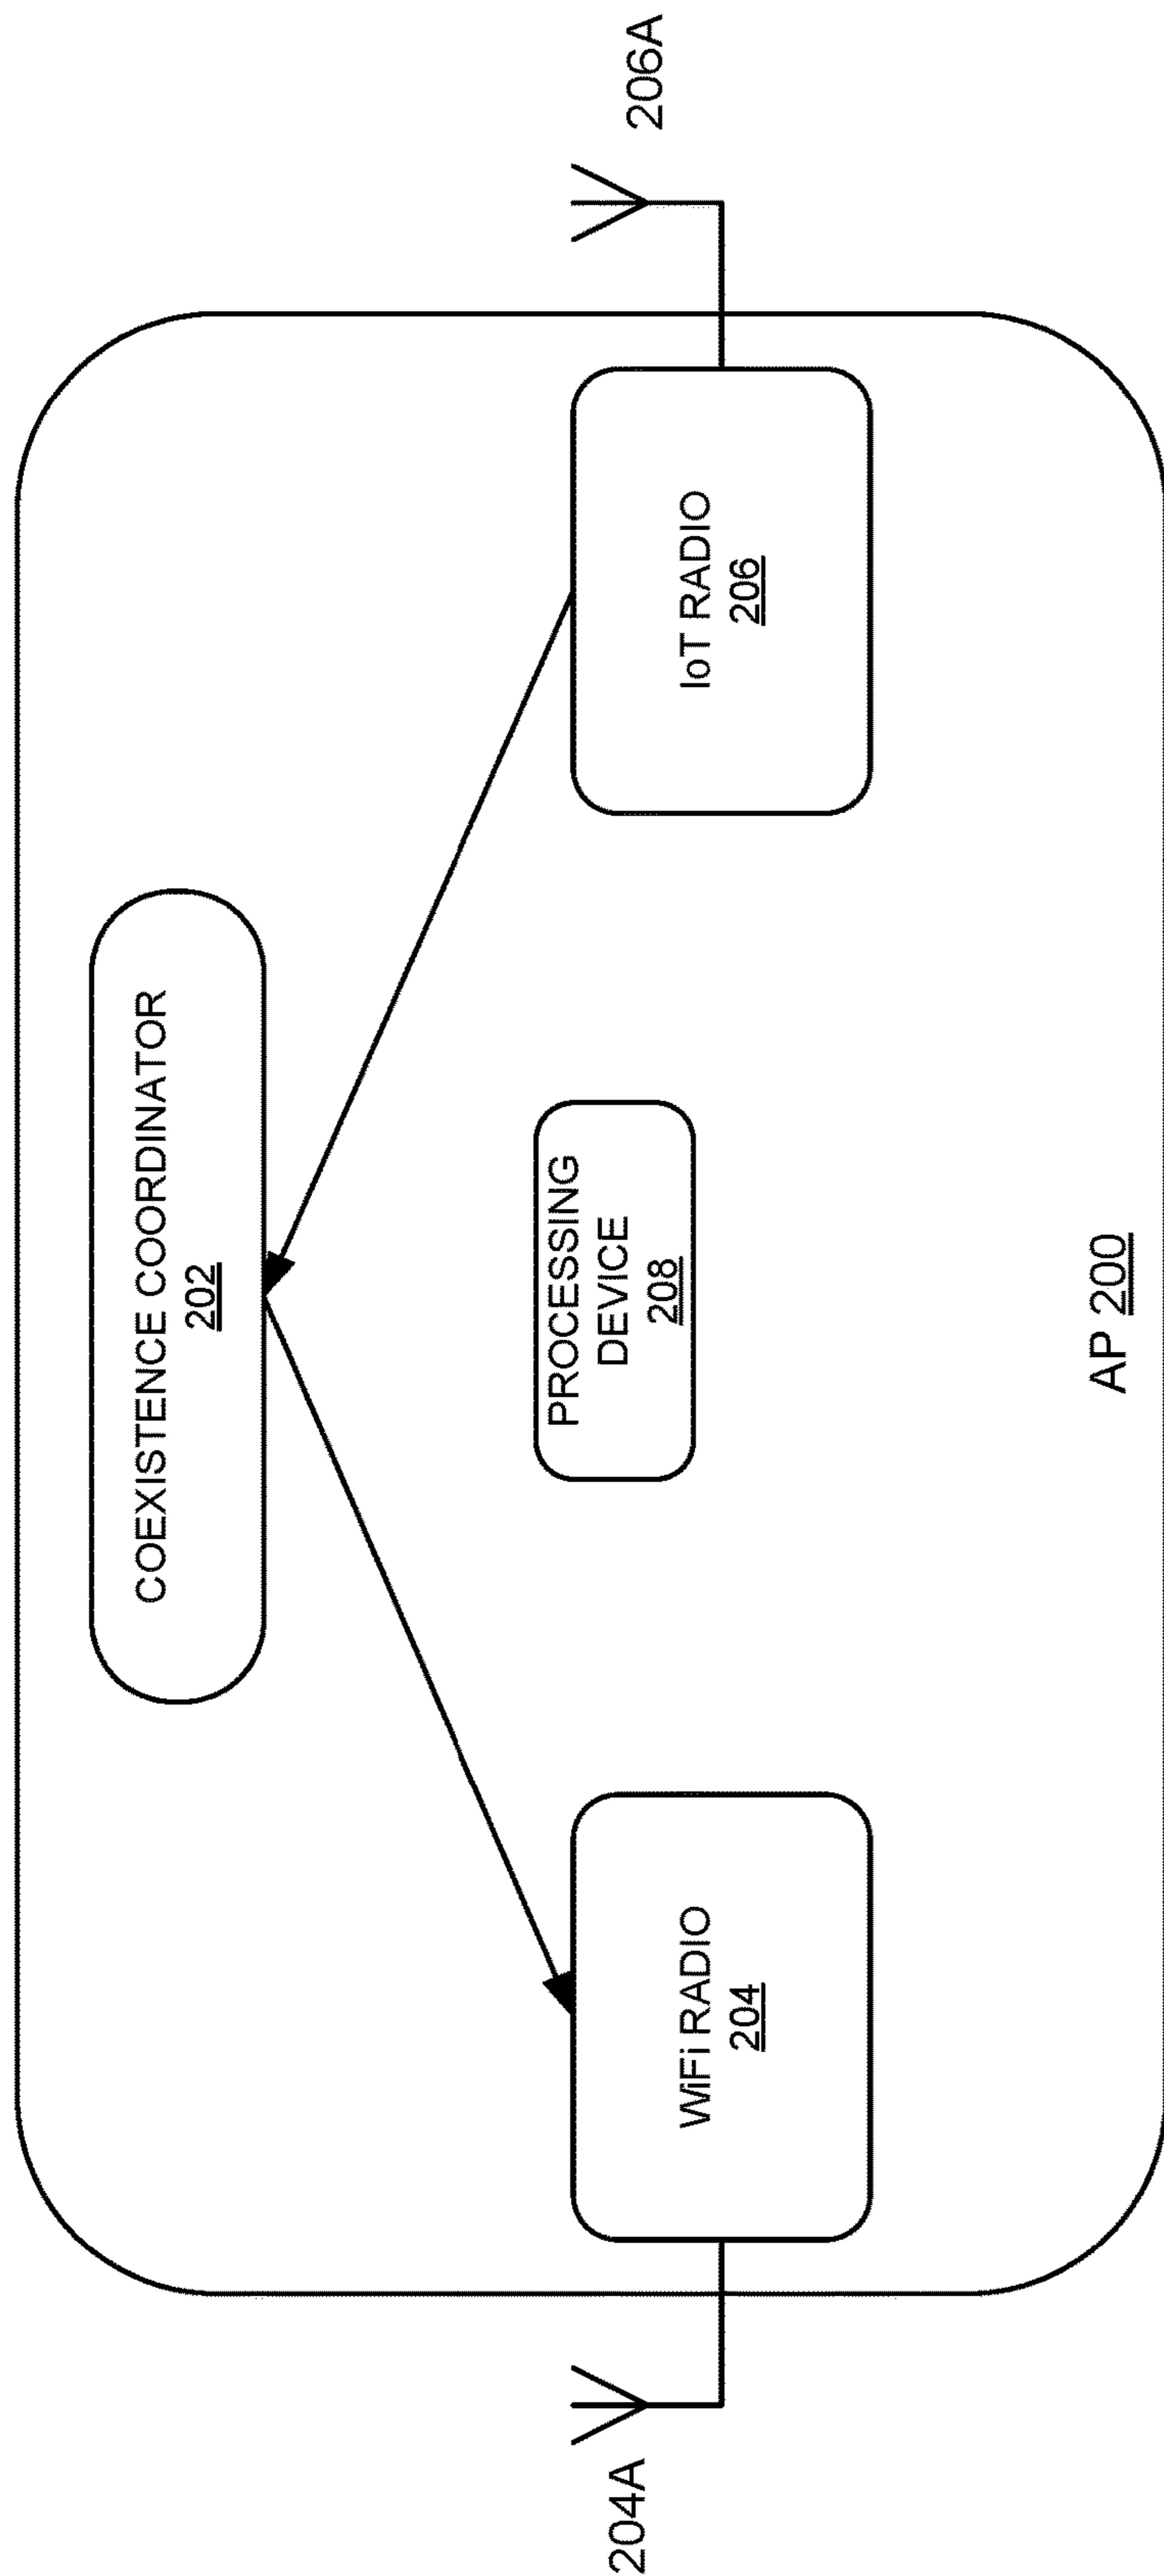 COEXISTENCE COORDINATOR
202
204A
206A
PROCESSING
DEVICE
208
WiFi RADIO
204
IoT RADIO
206
AP 200